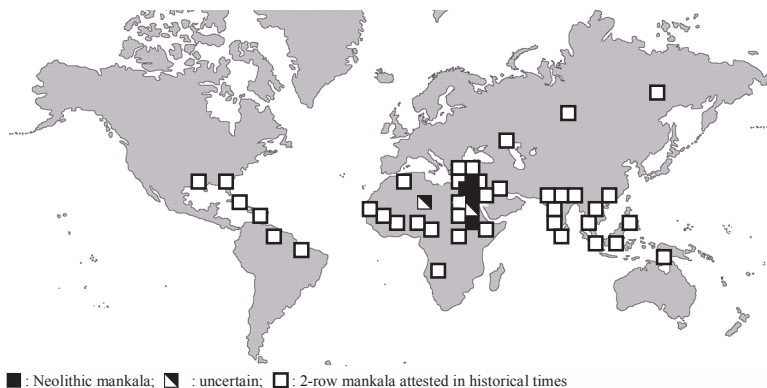 ■ : Neolithic mankala; ◣ : uncertain; □ : 2-row mankala attested in historical times